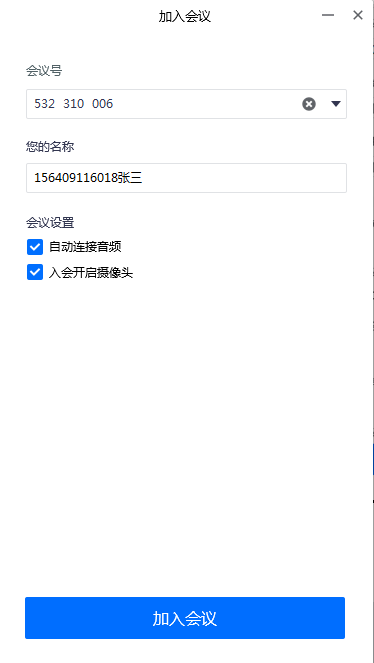 加入会议
会议号
532 310 006
您的名称
156409116018张三
会议设置
自动连接音频
入会开启摄像头
加入会议